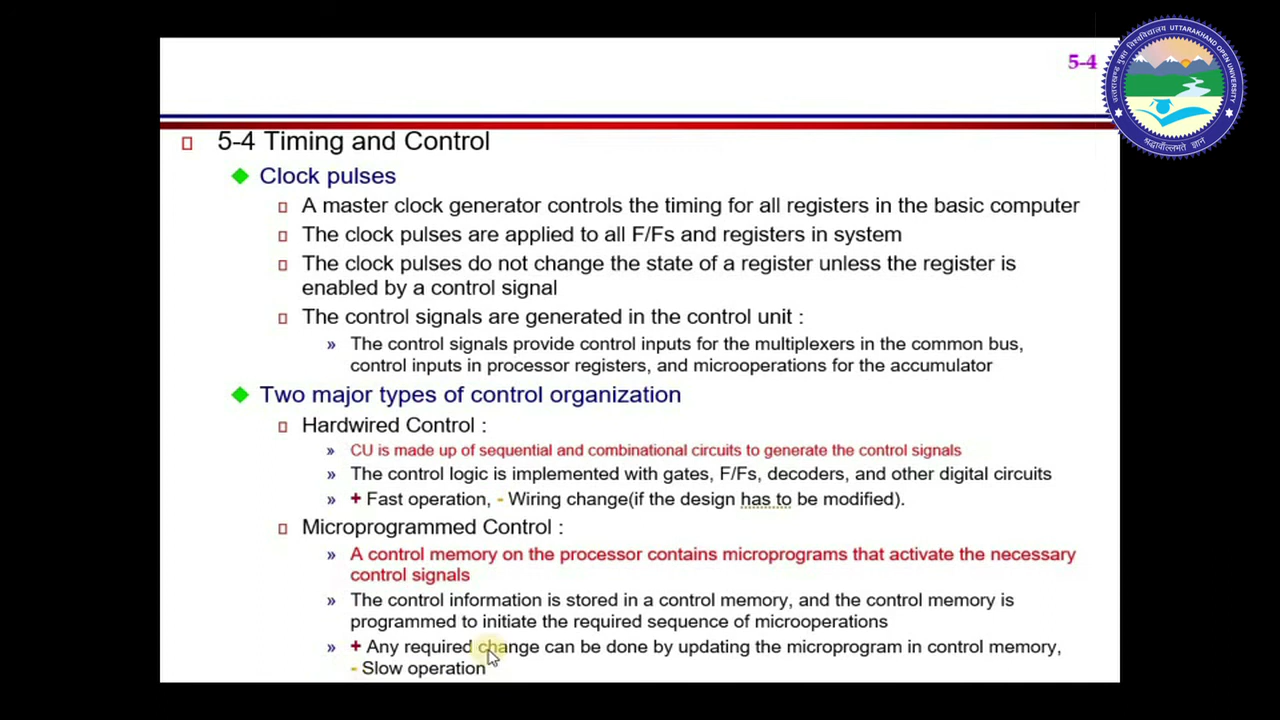 5-4
उत्तराखण्ड मुक्त विश्वविद्यालय UTTARAKHAND OPEN UNIVERSITY
5-4 Timing and Control
Clock pulses
A master clock generator controls the timing for all registers in the basic computer
The clock pulses are applied to all F/Fs and registers in system
The clock pulses do not change the state of a register unless the register is
enabled by a control signal
The control signals are generated in the control unit :
» The control signals provide control inputs for the multiplexers in the common bus,
control inputs in processor registers, and microoperations for the accumulator
Two major types of control organization
Hardwired Control :
» CU is made up of sequential and combinational circuits to generate the control signals
» The control logic is implemented with gates, F/Fs, decoders, and other digital circuits
» + Fast operation, - Wiring change(if the design has to be modified).
Microprogrammed Control :
» A control memory on the processor contains microprograms that activate the necessary
control signals
» The control information is stored in a control memory, and the control memory is
programmed to initiate the required sequence of microoperations
» + Any required change can be done by updating the microprogram in control memory,
- Slow operation